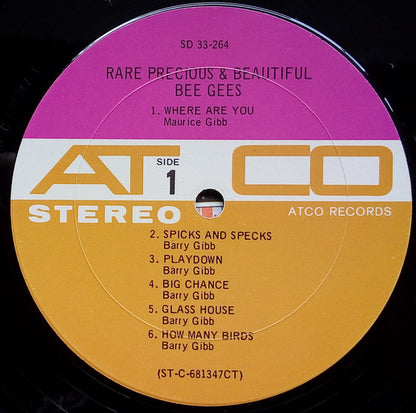 SD 33-264
RARE PRECIOUS & BEAUTIFUL
BEE GEES
1. WHERE ARE YOU
Maurice Gibb
ATCO
SIDE
1
STEREO
ATCO RECORDS
2. SPICKS AND SPECKS
Barry Gibb
3. PLAYDOWN
Barry Gibb
4. BIG CHANCE
Barry Gibb
5. GLASS HOUSE
Barry Gibb
6. HOW MANY BIRDS
Barry Gibb
(ST-C-681347CT)